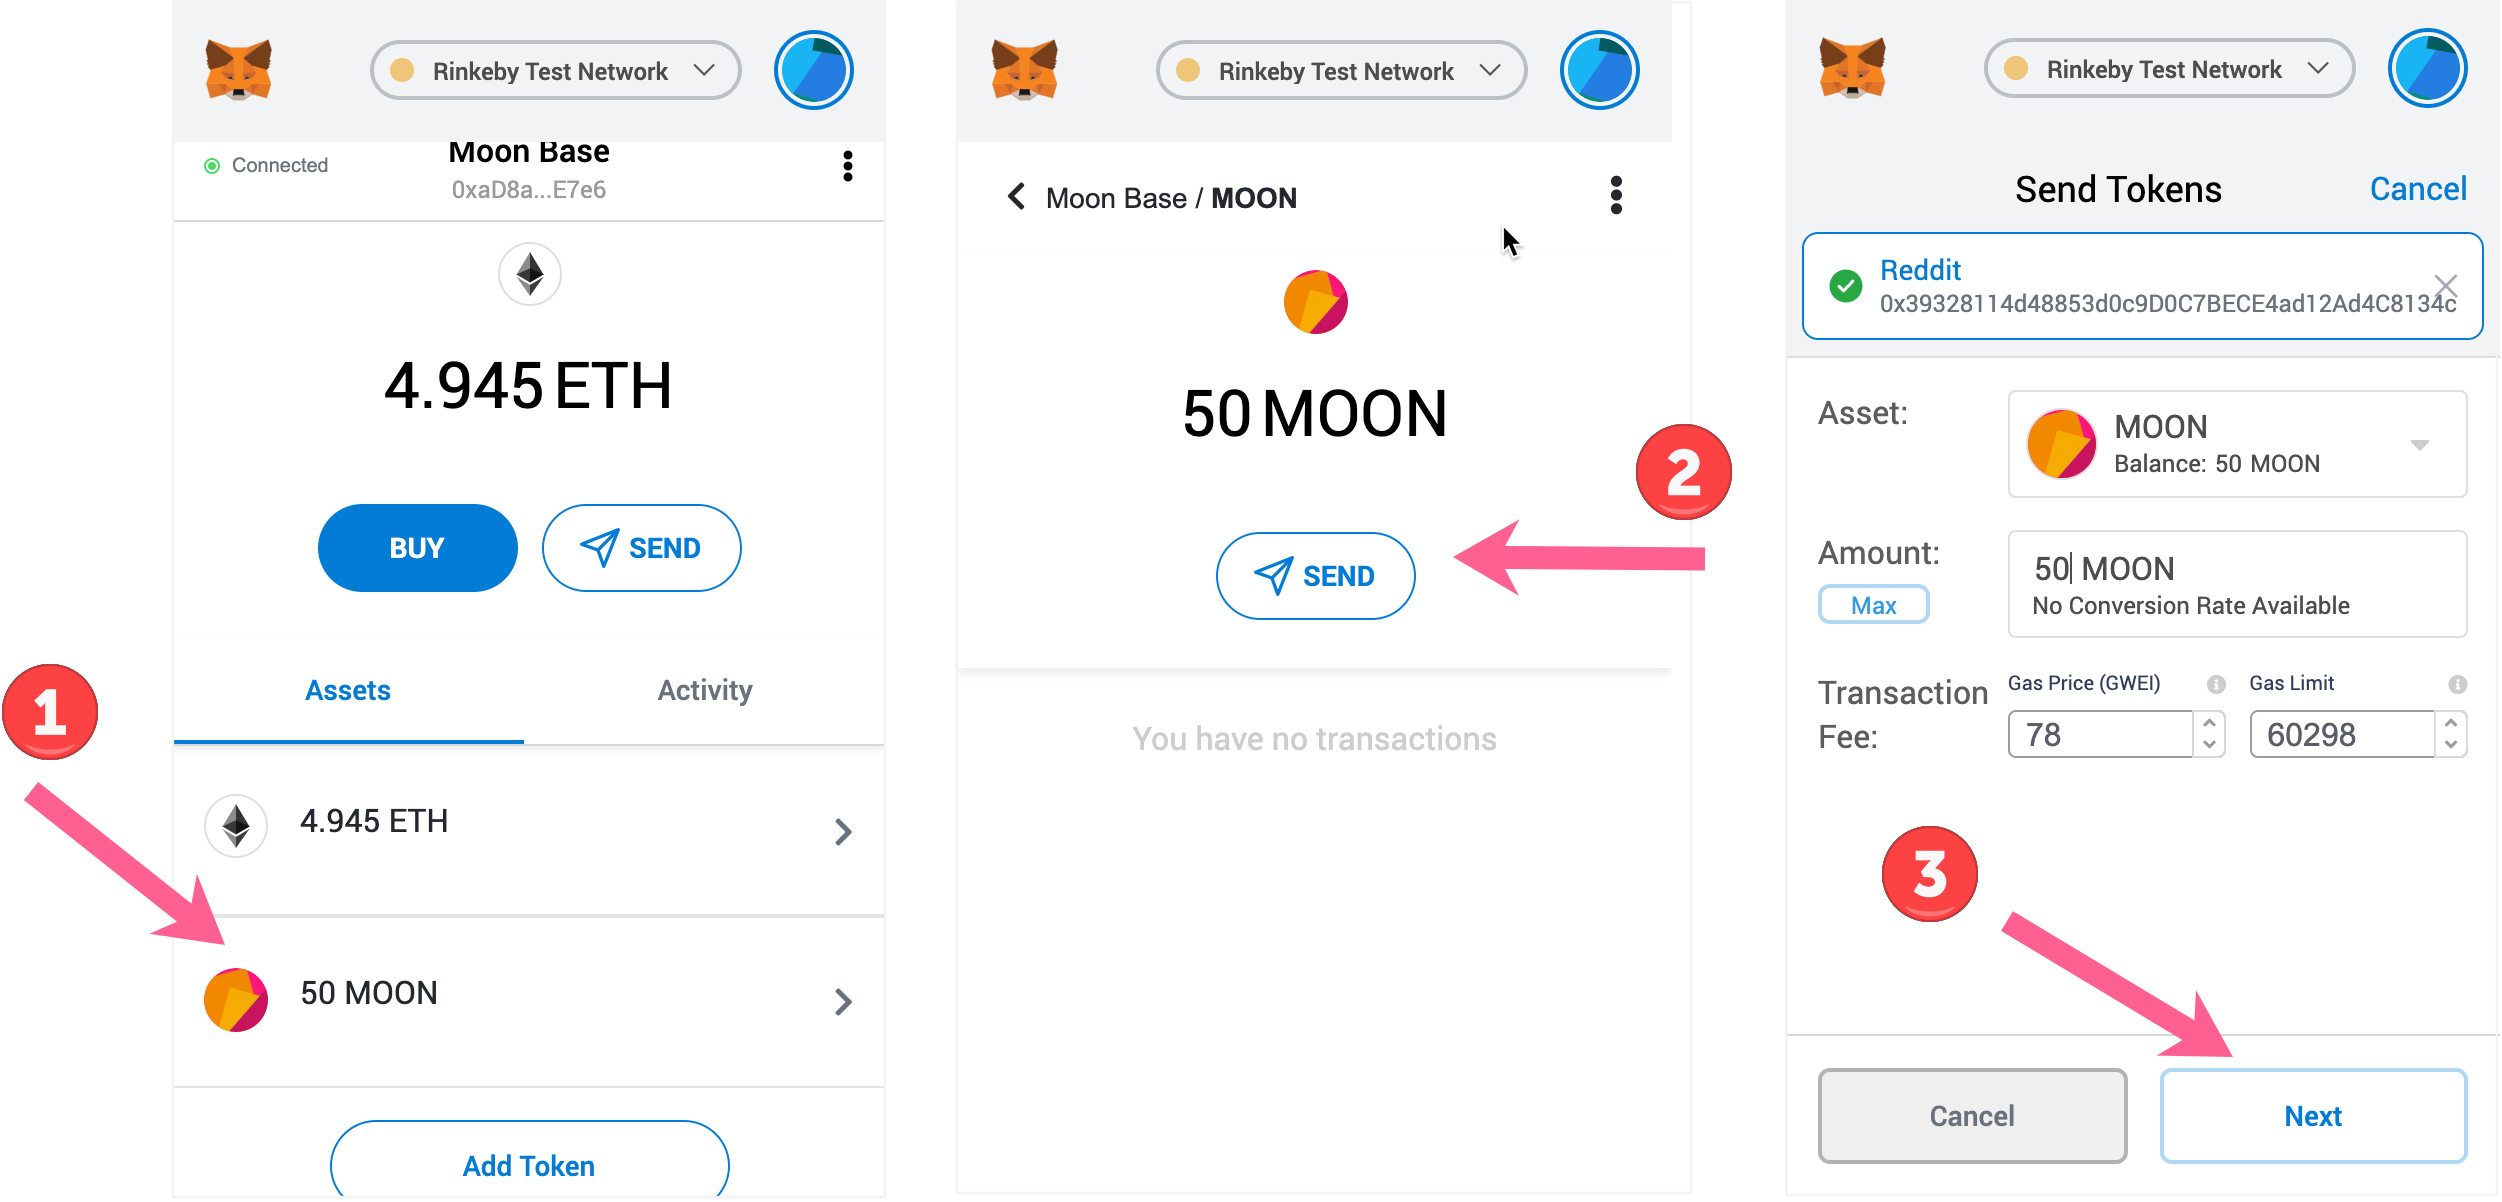 Rinkeby Test Network
Connected
Moon Base
0xaD8a...E7e6
4.945 ETH
BUY
SEND
Assets
Activity
1
4.945 ETH
50 MOON
Add Token
Rinkeby Test Network
Moon Base / MOON
50 MOON
2
SEND
You have no transactions
Rinkeby Test Network
Send Tokens
Cancel
Reddit
0x39328114d48853d0c9D0C7BECE4ad12Ad4C8134c
Asset:
MOON
Balance: 50 MOON
Amount:
Max
50 MOON
No Conversion Rate Available
Transaction
Fee:
Gas Price (GWEI)
78
Gas Limit
60298
3
Cancel
Next